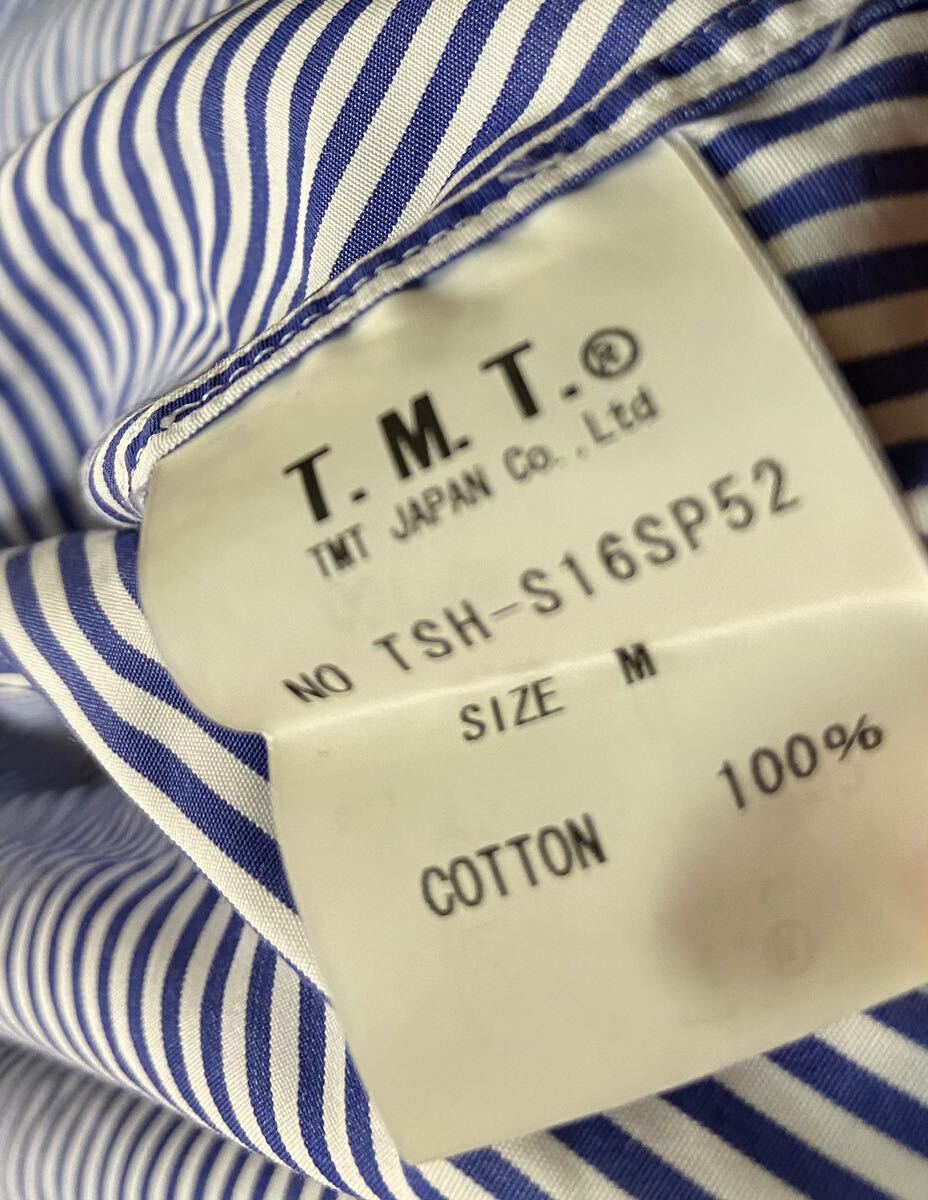 T.M.T.®
TMT JAPAN Co.,Ltd
NO TSH-S16SP52
SIZE M
COTTON 100%